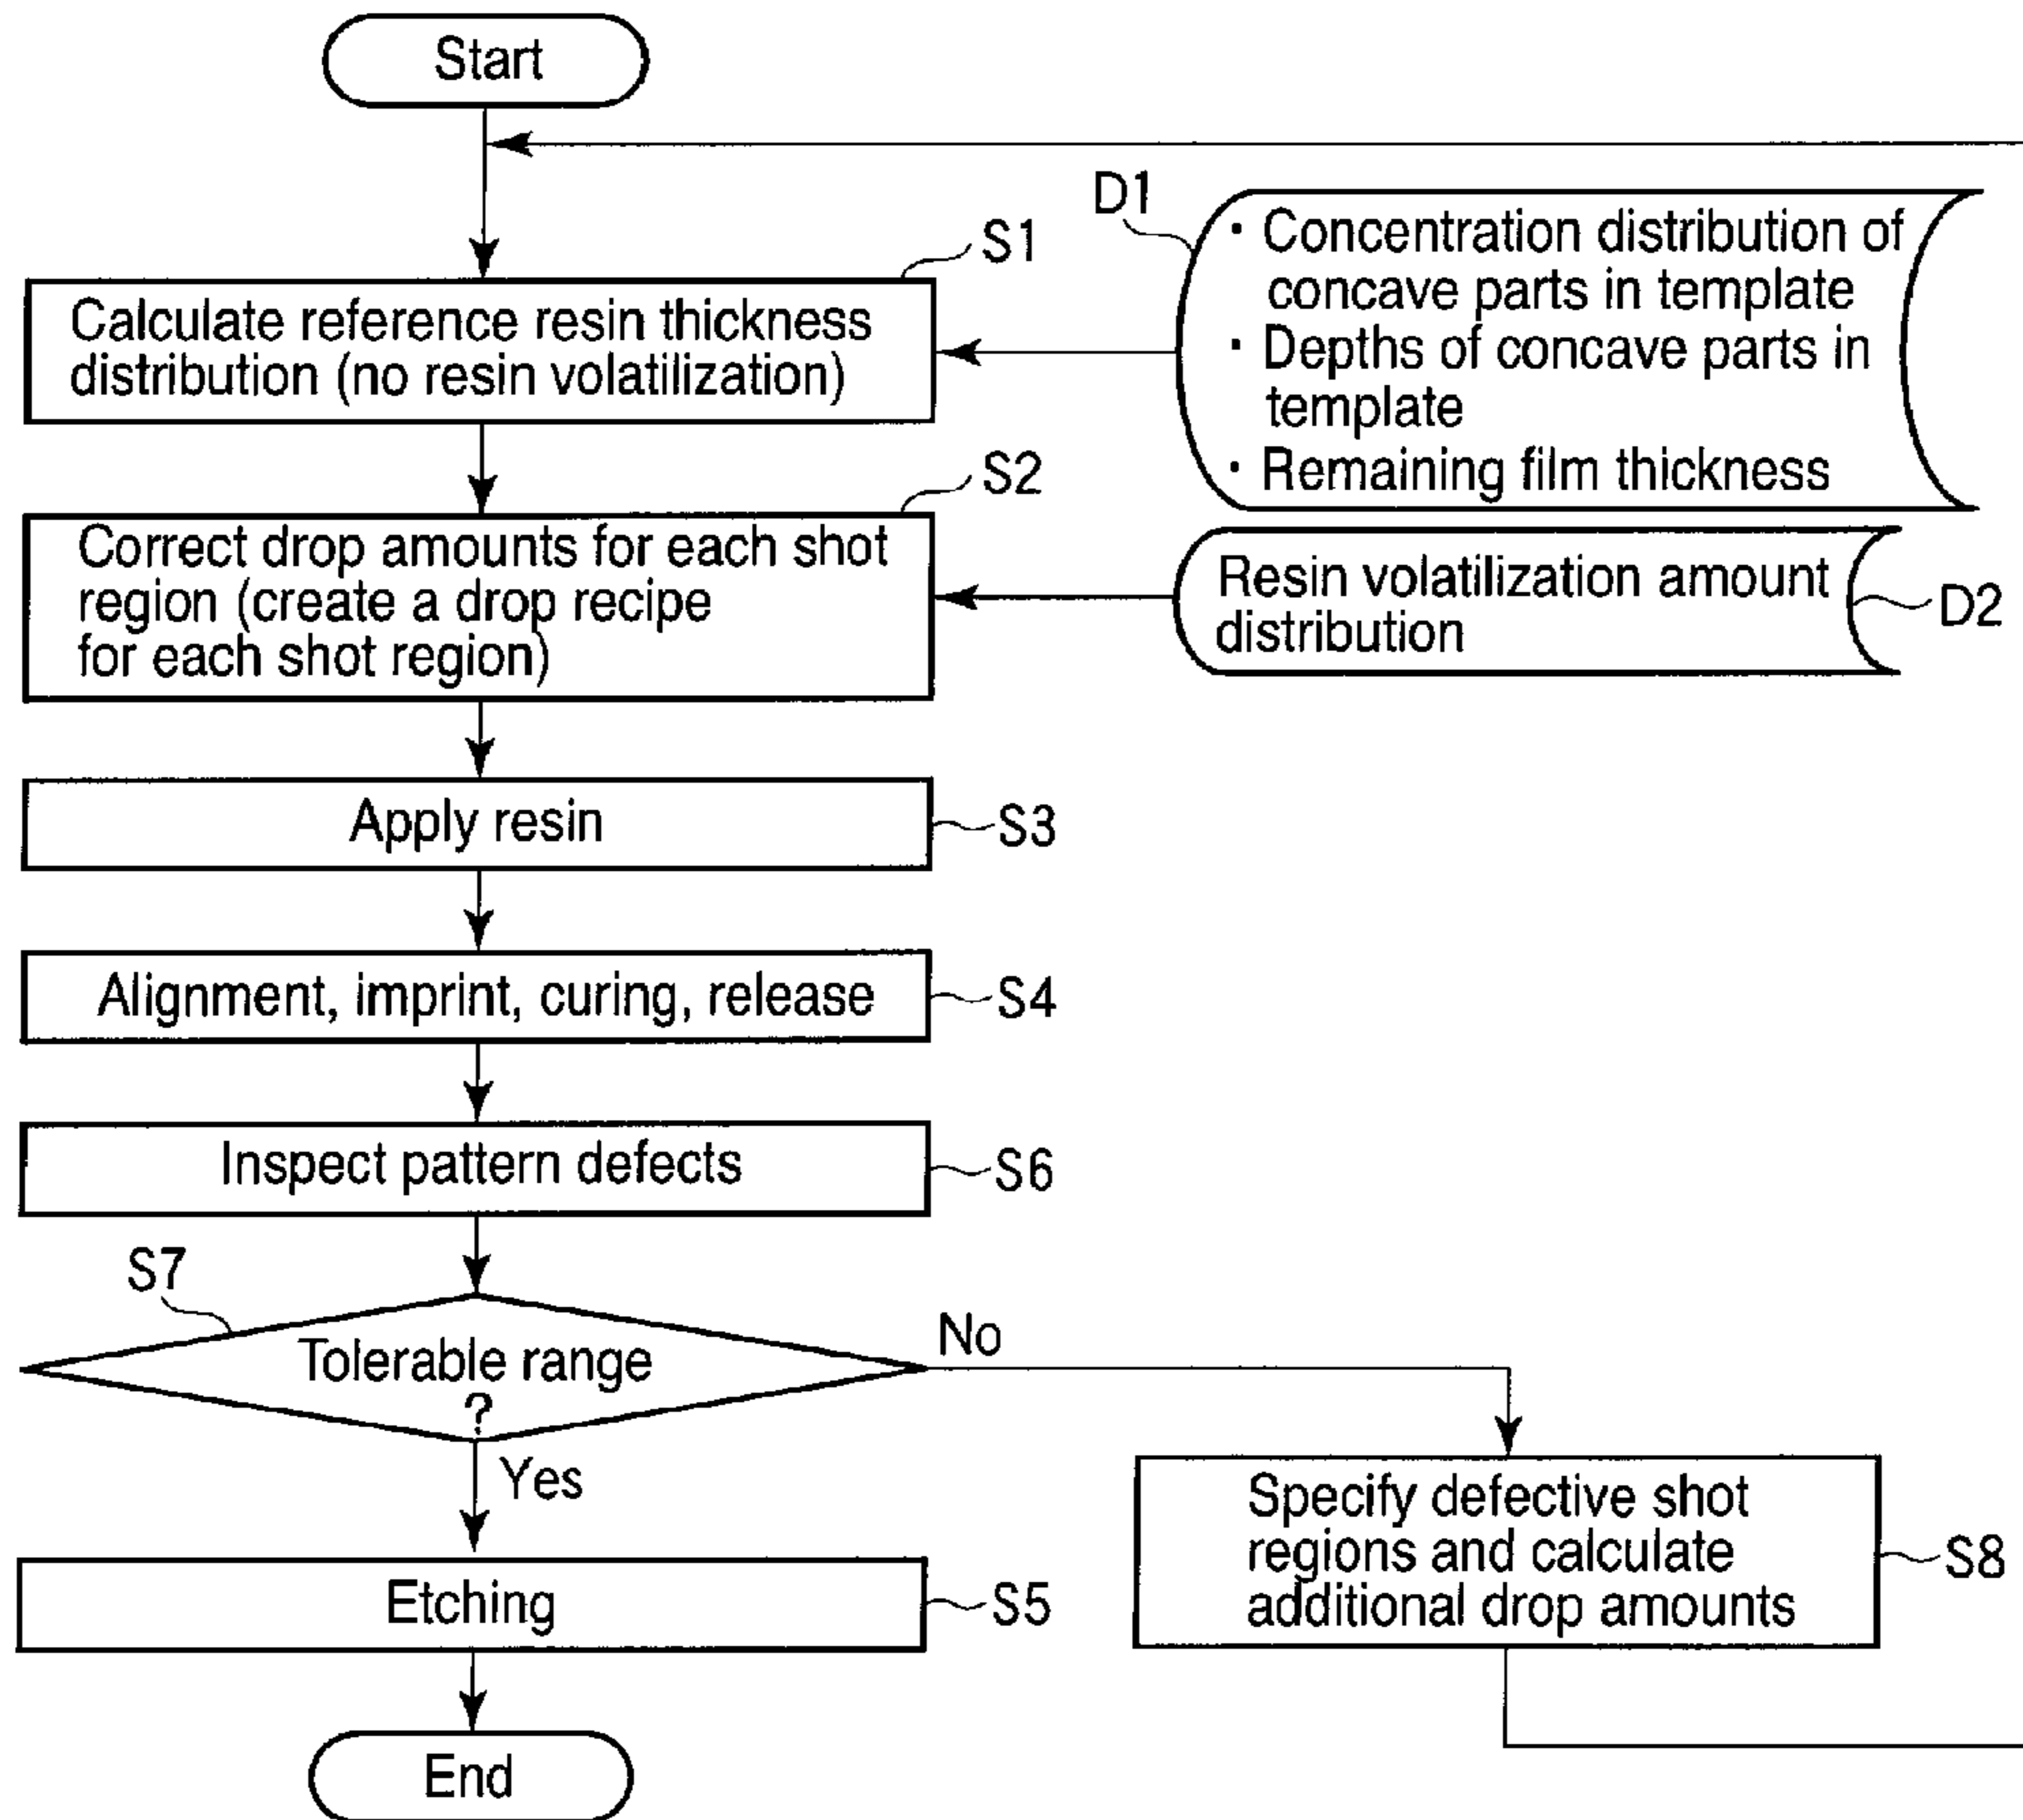 Start
D1
・Concentration distribution of
concave parts in template
・Depths of concave parts in
template
・Remaining film thickness
S1
Calculate reference resin thickness
distribution (no resin volatilization)
S2
Correct drop amounts for each shot
region (create a drop recipe
for each shot region)
Resin volatilization amount
distribution
D2
Apply resin
S3
Alignment, imprint, curing, release
S4
Inspect pattern defects
S6
S7
Tolerable range
?
No
Yes
Specify defective shot
regions and calculate
additional drop amounts
S8
Etching
S5
End